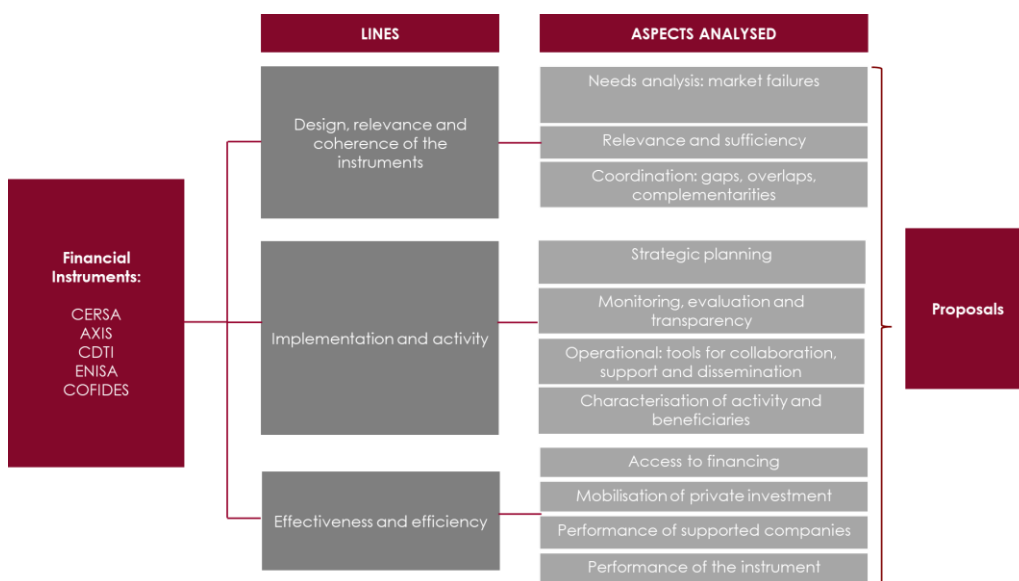 LINES
ASPECTS ANALYSED
Financial
Instruments:
CERSA
AXIS
CDTI
ENISA
COFIDES
Design, relevance and
coherence of the
instruments
Needs analysis: market failures
Relevance and sufficiency
Coordination: gaps, overlaps,
complementarities
Implementation and activity
Strategic planning
Monitoring, evaluation and
transparency
Operational: tools for collaboration,
support and dissemination
Characterisation of activity and
beneficiaries
Effectiveness and efficiency
Access to financing
Mobilisation of private investment
Performance of supported companies
Performance of the instrument
Proposals